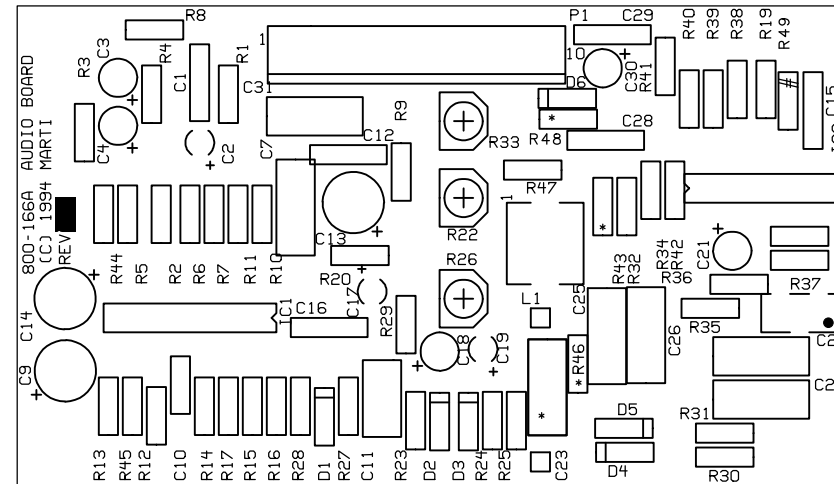 R8
P1
C29
R40
R39
R38
R19
R49
C3
R4
C1
R1
1
10
C30
R41
D6
C15
R3
C31
R9
*
#
C4
C2
C7
C12
R33
R48
C28
800-166A AUDIO BOARD
(C) 1994 MARTI
REV
R47
1
*
R22
C13
R44
R5
R2
R6
R7
R11
R10
R20
R26
R43
R32
R34
R42
R36
C21
R37
C14
IC1
C16
C17
R29
L1
C25
C26
R35
C9
C18
C19
R46
*
*
D5
R31
D4
R30
R13
R45
R12
C10
R14
R17
R15
R16
R28
D1
R27
C11
R23
D2
D3
R24
R25
C23